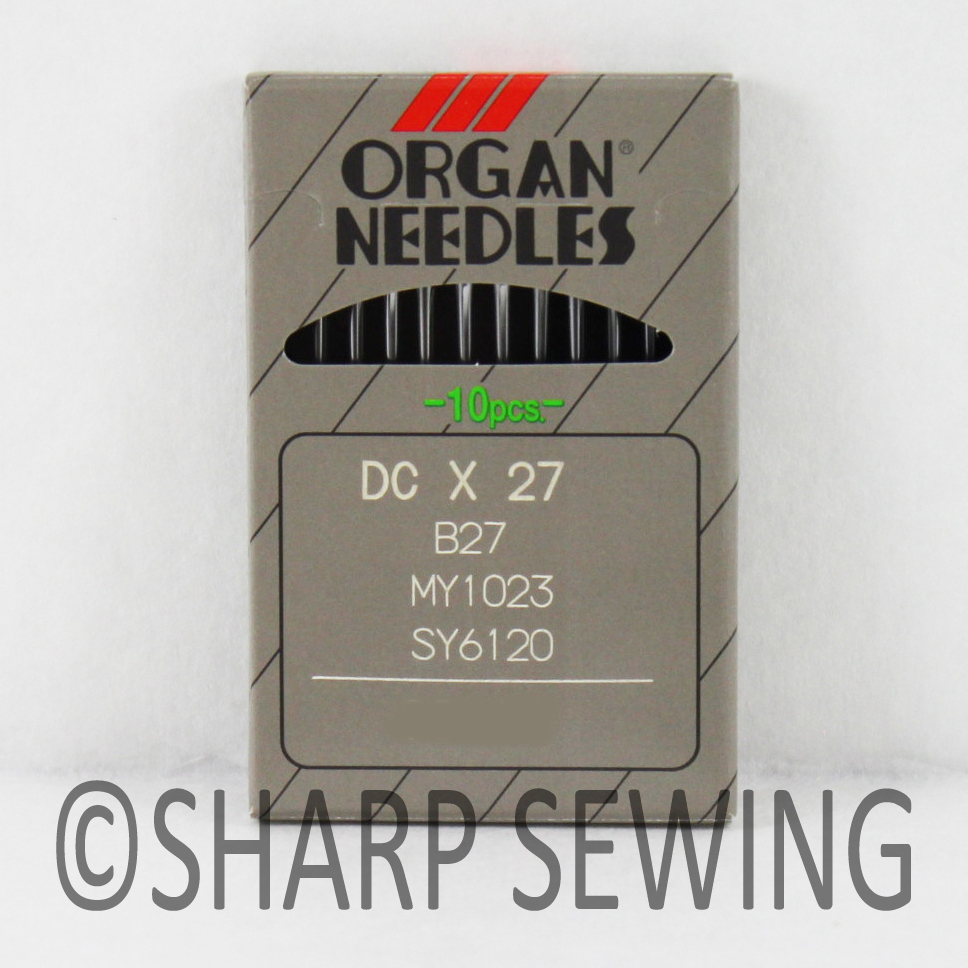 ORGAN®
NEEDLES
-10pcs.-
DC X 27
B27
MY1023
SY6120
©SHARP SEWING